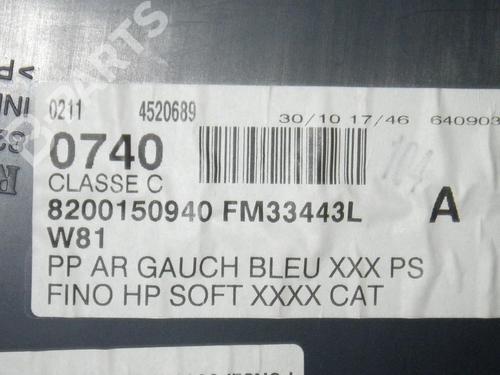 B-PARTS
0211 4520689 30/10 17/46 640903
0740
CLASSE C
8200150940 FM33443L A
W81
PP AR GAUCH BLEU XXX PS
FINO HP SOFT XXXX CAT